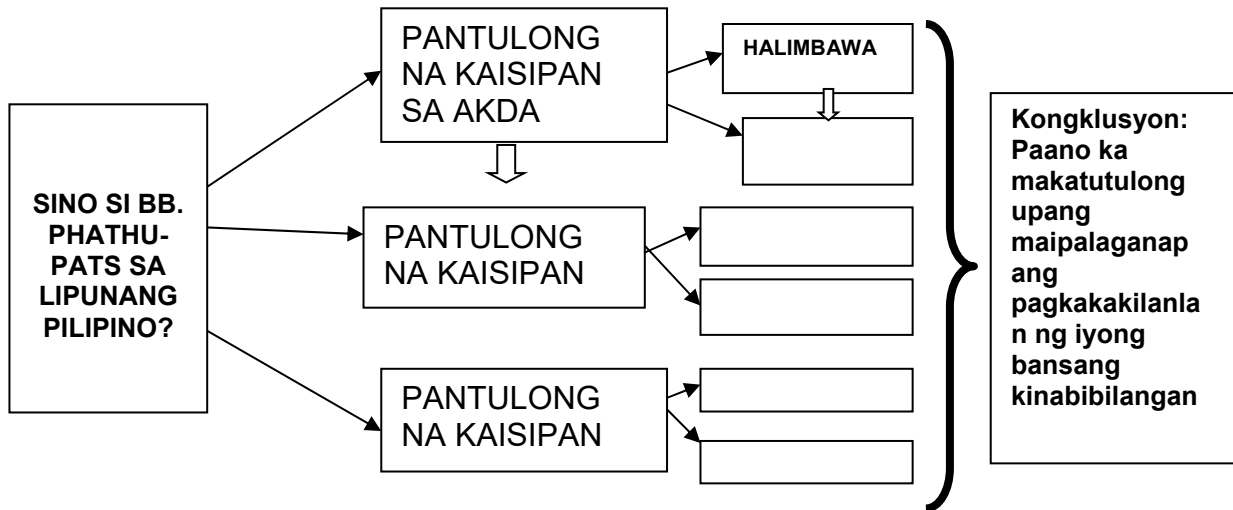 SINO SI BB.
PHATHU-
PATS SA
LIPUNANG
PILIPINO?
PANTULONG
NA KAISIPAN
SA AKDA
HALIMBAWA
PANTULONG
NA KAISIPAN
PANTULONG
NA KAISIPAN
Kongklusyon:
Paano ka
makatutulong
upang
maipalaganap
ang
pagkakakilanla
n ng iyong
bansang
kinabibilangan